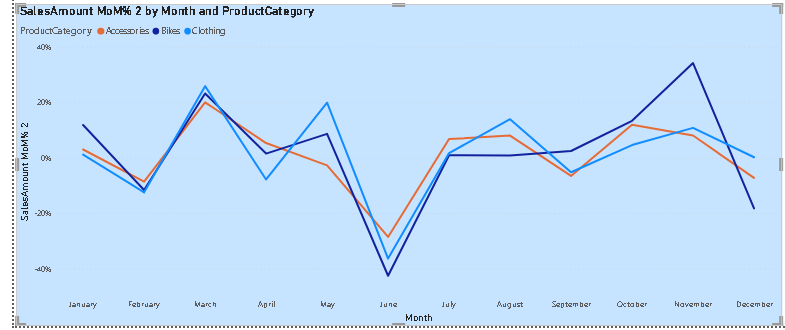 SalesAmount MoM% 2 by Month and ProductCategory
ProductCategory Accessories Bikes Clothing
40%
20%
0%
-20%
-40%
SalesAmount MoM% 2
January February March April May June July August September October November December
Month